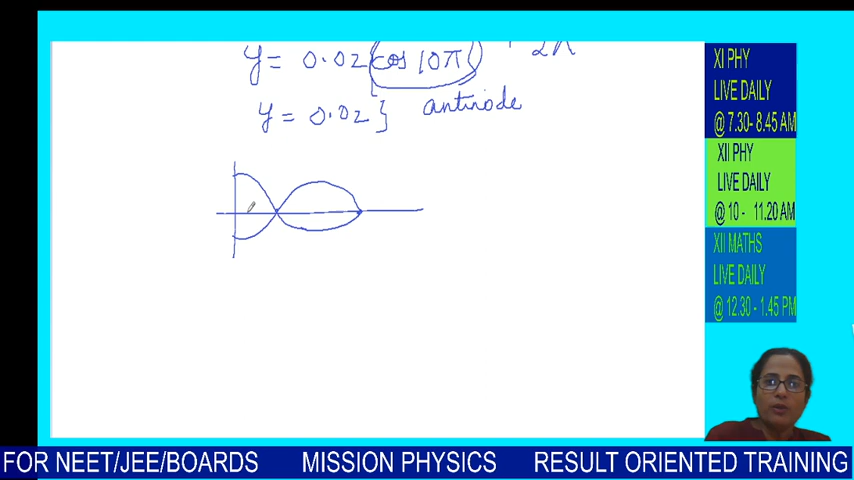 y = 0.02 cos 10π
y = 0.02 } antinode
XI PHY
LIVE DAILY
@ 7.30- 8.45 AM
XII PHY
LIVE DAILY
@ 10 - 11.20 AM
XII MATHS
LIVE DAILY
@ 12.30 - 1.45 PM
FOR NEET/JEE/BOARDS MISSION PHYSICS RESULT ORIENTED TRAINING